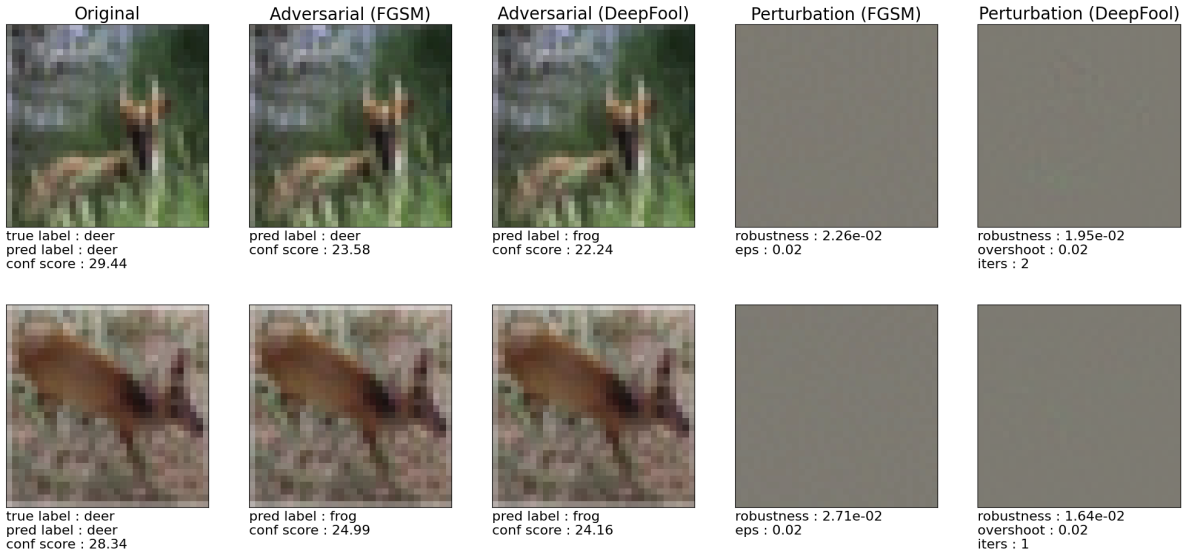 Original
Adversarial (FGSM)
Adversarial (DeepFool)
Perturbation (FGSM)
Perturbation (DeepFool)
true label : deer
pred label : deer
conf score : 29.44
pred label : deer
conf score : 23.58
pred label : frog
conf score : 22.24
robustness : 2.26e-02
eps : 0.02
robustness : 1.95e-02
overshoot : 0.02
iters : 2
true label : deer
pred label : deer
conf score : 28.34
pred label : frog
conf score : 24.99
pred label : frog
conf score : 24.16
robustness : 2.71e-02
eps : 0.02
robustness : 1.64e-02
overshoot : 0.02
iters : 1